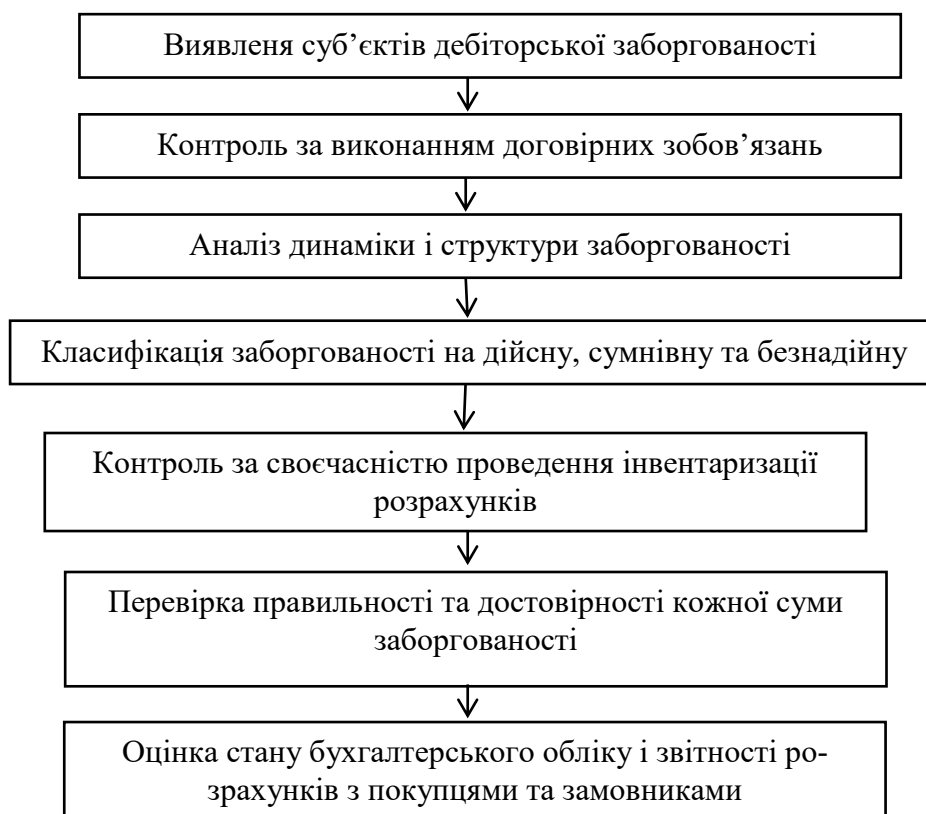 Виявленя суб’єктів дебіторської заборгованості
Контроль за виконанням договірних зобов’язань
Аналіз динаміки і структури заборгованості
Класифікація заборгованості на дійсну, сумнівну та безнадійну
Контроль за своєчасністю проведення інвентаризації
розрахунків
Перевірка правильності та достовірності кожної суми
заборгованості
Оцінка стану бухгалтерського обліку і звітності ро-
зрахунків з покупцями та замовниками